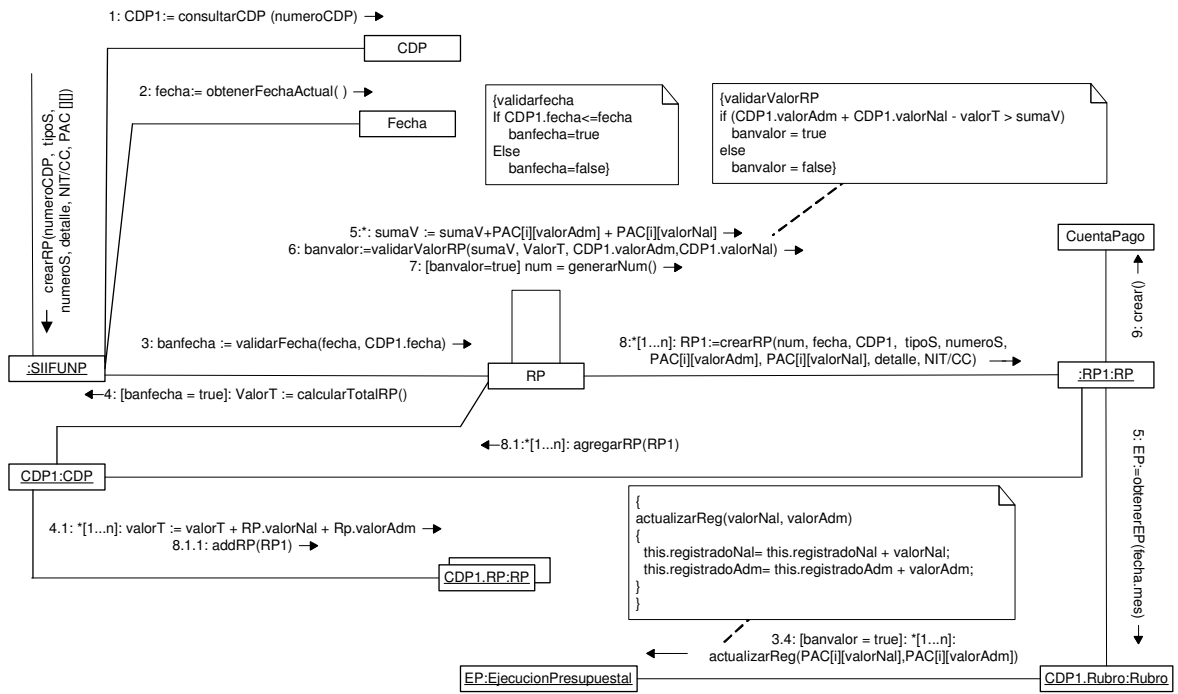 1: CDP1:= consultarCDP (numeroCDP)
CDP
crearRP(numeroCDP, tipoS,
numeroS, detalle, NIT/CC, PAC [][])
2: fecha:= obtenerFechaActual( )
Fecha
{validarfecha
If CDP1.fecha<=fecha
banfecha=true
Else
banfecha=false}
{validarValorRP
if (CDP1.valorAdm + CDP1.valorNal - valorT > sumaV)
banvalor = true
else
banvalor = false}
5:*: sumaV := sumaV+PAC[i][valorAdm] + PAC[i][valorNal]
6: banvalor:=validarValorRP(sumaV, ValorT, CDP1.valorAdm,CDP1.valorNal)
7: [banvalor=true] num = generarNum()
CuentaPago
9: crear()
3: banfecha := validarFecha(fecha, CDP1.fecha)
8:*[1...n]: RP1:=crearRP(num, fecha, CDP1, tipoS, numeroS,
PAC[i][valorAdm], PAC[i][valorNal], detalle, NIT/CC)
:SIIFUNP
RP
:RP1:RP
4: [banfecha = true]: ValorT := calcularTotalRP()
8.1:*[1...n]: agregarRP(RP1)
CDP1:CDP
5: EP:=obtenerEP(fecha.mes)
4.1: *[1...n]: valorT := valorT + RP.valorNal + Rp.valorAdm
8.1.1: addRP(RP1)
CDP1.RP:RP
{
actualizarReg(valorNal, valorAdm)
{
this.registradoNal= this.registradoNal + valorNal;
this.registradoAdm= this.registradoAdm + valorAdm;
}
}
3.4: [banvalor = true]: *[1...n]:
actualizarReg(PAC[i][valorNal],PAC[i][valorAdm])
EP:EjecucionPresupuestal
CDP1.Rubro:Rubro